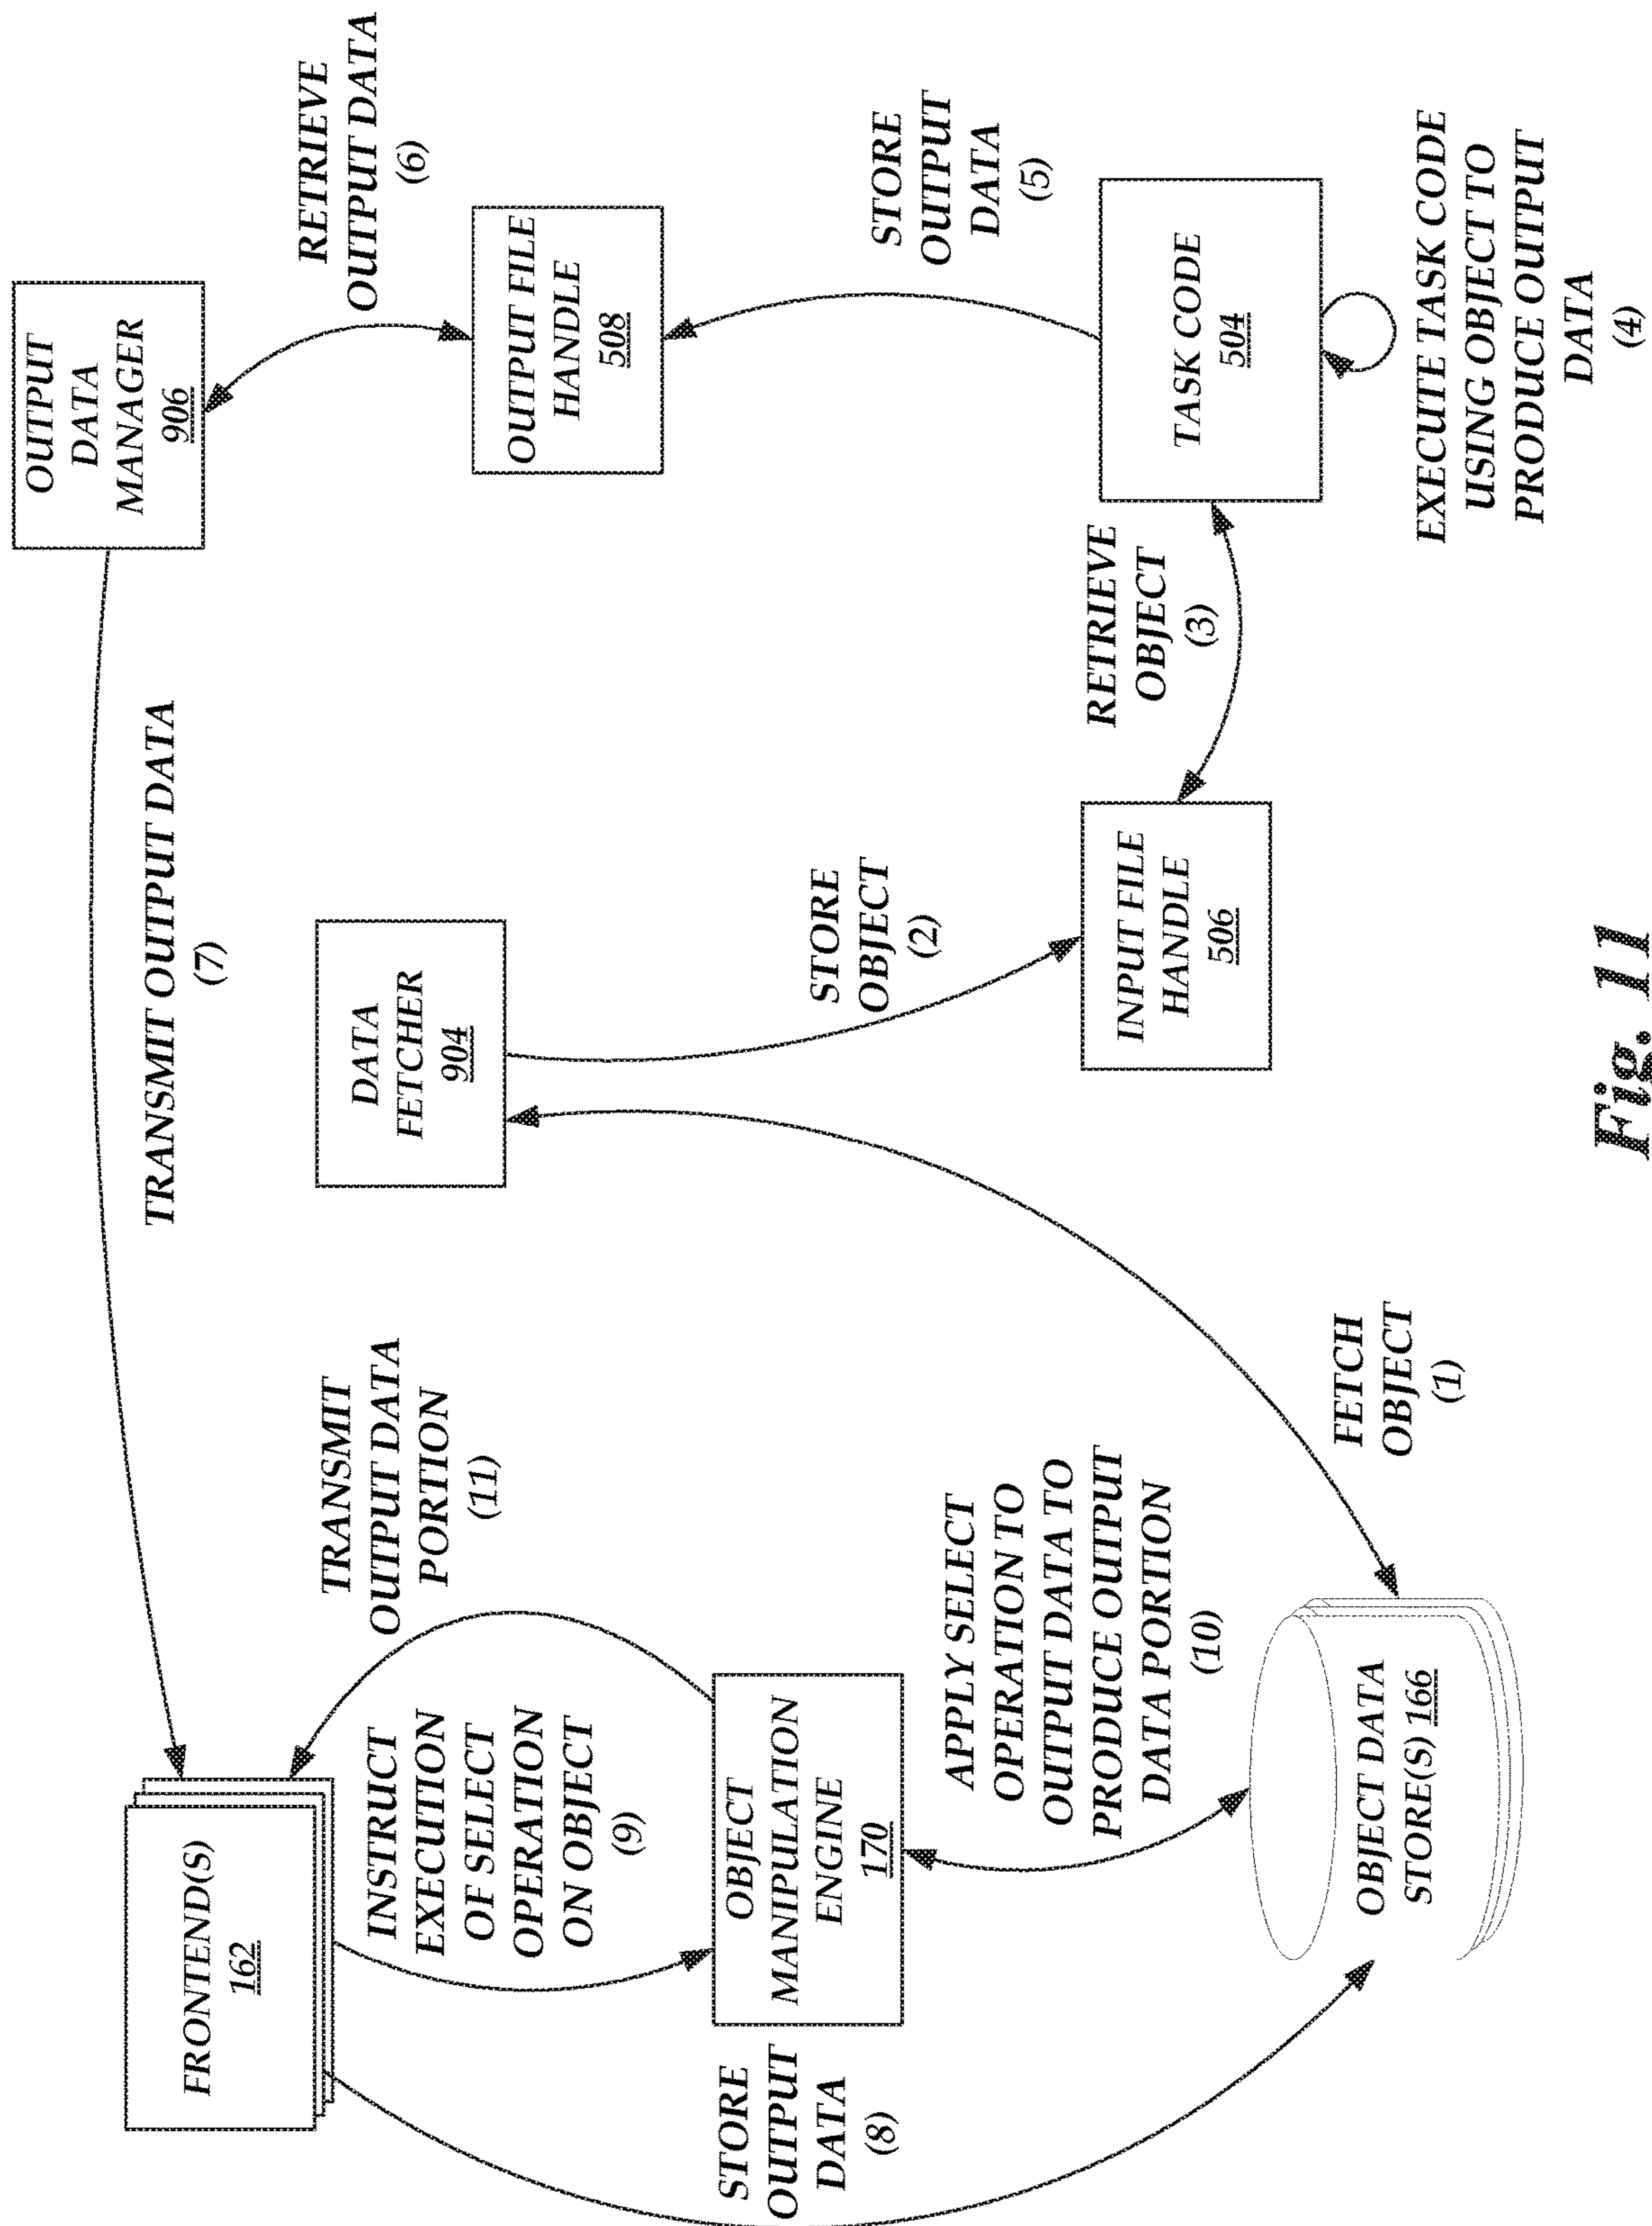 OUTPUT
DATA
MANAGER
906
RETRIEVE
OUTPUT DATA
(6)
TRANSMIT OUTPUT DATA
(7)
OUTPUT FILE
HANDLE
508
STORE
OUTPUT
DATA
(5)
TASK CODE
504
EXECUTE TASK CODE
USING OBJECT TO
PRODUCE OUTPUT
DATA
(4)
RETRIEVE
OBJECT
(3)
DATA
FETCHER
904
STORE
OBJECT
(2)
INPUT FILE
HANDLE
506
FETCH
OBJECT
(1)
FRONTEND(S)
162
TRANSMIT
OUTPUT DATA
PORTION
(11)
INSTRUCT
EXECUTION
OF SELECT
OPERATION
ON OBJECT
(9)
OBJECT
MANIPULATION
ENGINE
170
APPLY SELECT
OPERATION TO
OUTPUT DATA TO
PRODUCE OUTPUT
DATA PORTION
(10)
STORE
OUTPUT
DATA
(8)
OBJECT DATA
STORE(S) 166
Fig. 11